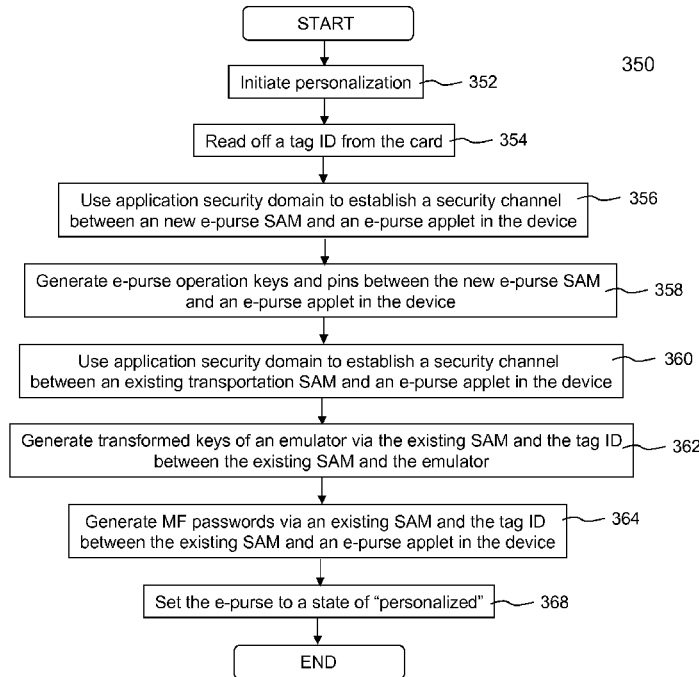 START
350
Initiate personalization
352
Read off a tag ID from the card
354
Use application security domain to establish a security channel
between an new e-purse SAM and an e-purse applet in the device
356
Generate e-purse operation keys and pins between the new e-purse SAM
and an e-purse applet in the device
358
Use application security domain to establish a security channel
between an existing transportation SAM and an e-purse applet in the device
360
Generate transformed keys of an emulator via the existing SAM and the tag ID
between the existing SAM and the emulator
362
Generate MF passwords via an existing SAM and the tag ID
between the existing SAM and an e-purse applet in the device
364
Set the e-purse to a state of “personalized”
368
END